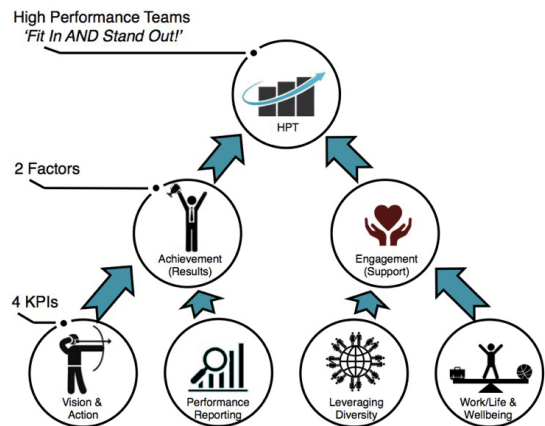 High Performance Teams
'Fit In AND Stand Out!'
HPT
2 Factors
Achievement
(Results)
Engagement
(Support)
4 KPIs
Vision &
Action
Performance
Reporting
Leveraging
Diversity
Work/Life &
Wellbeing